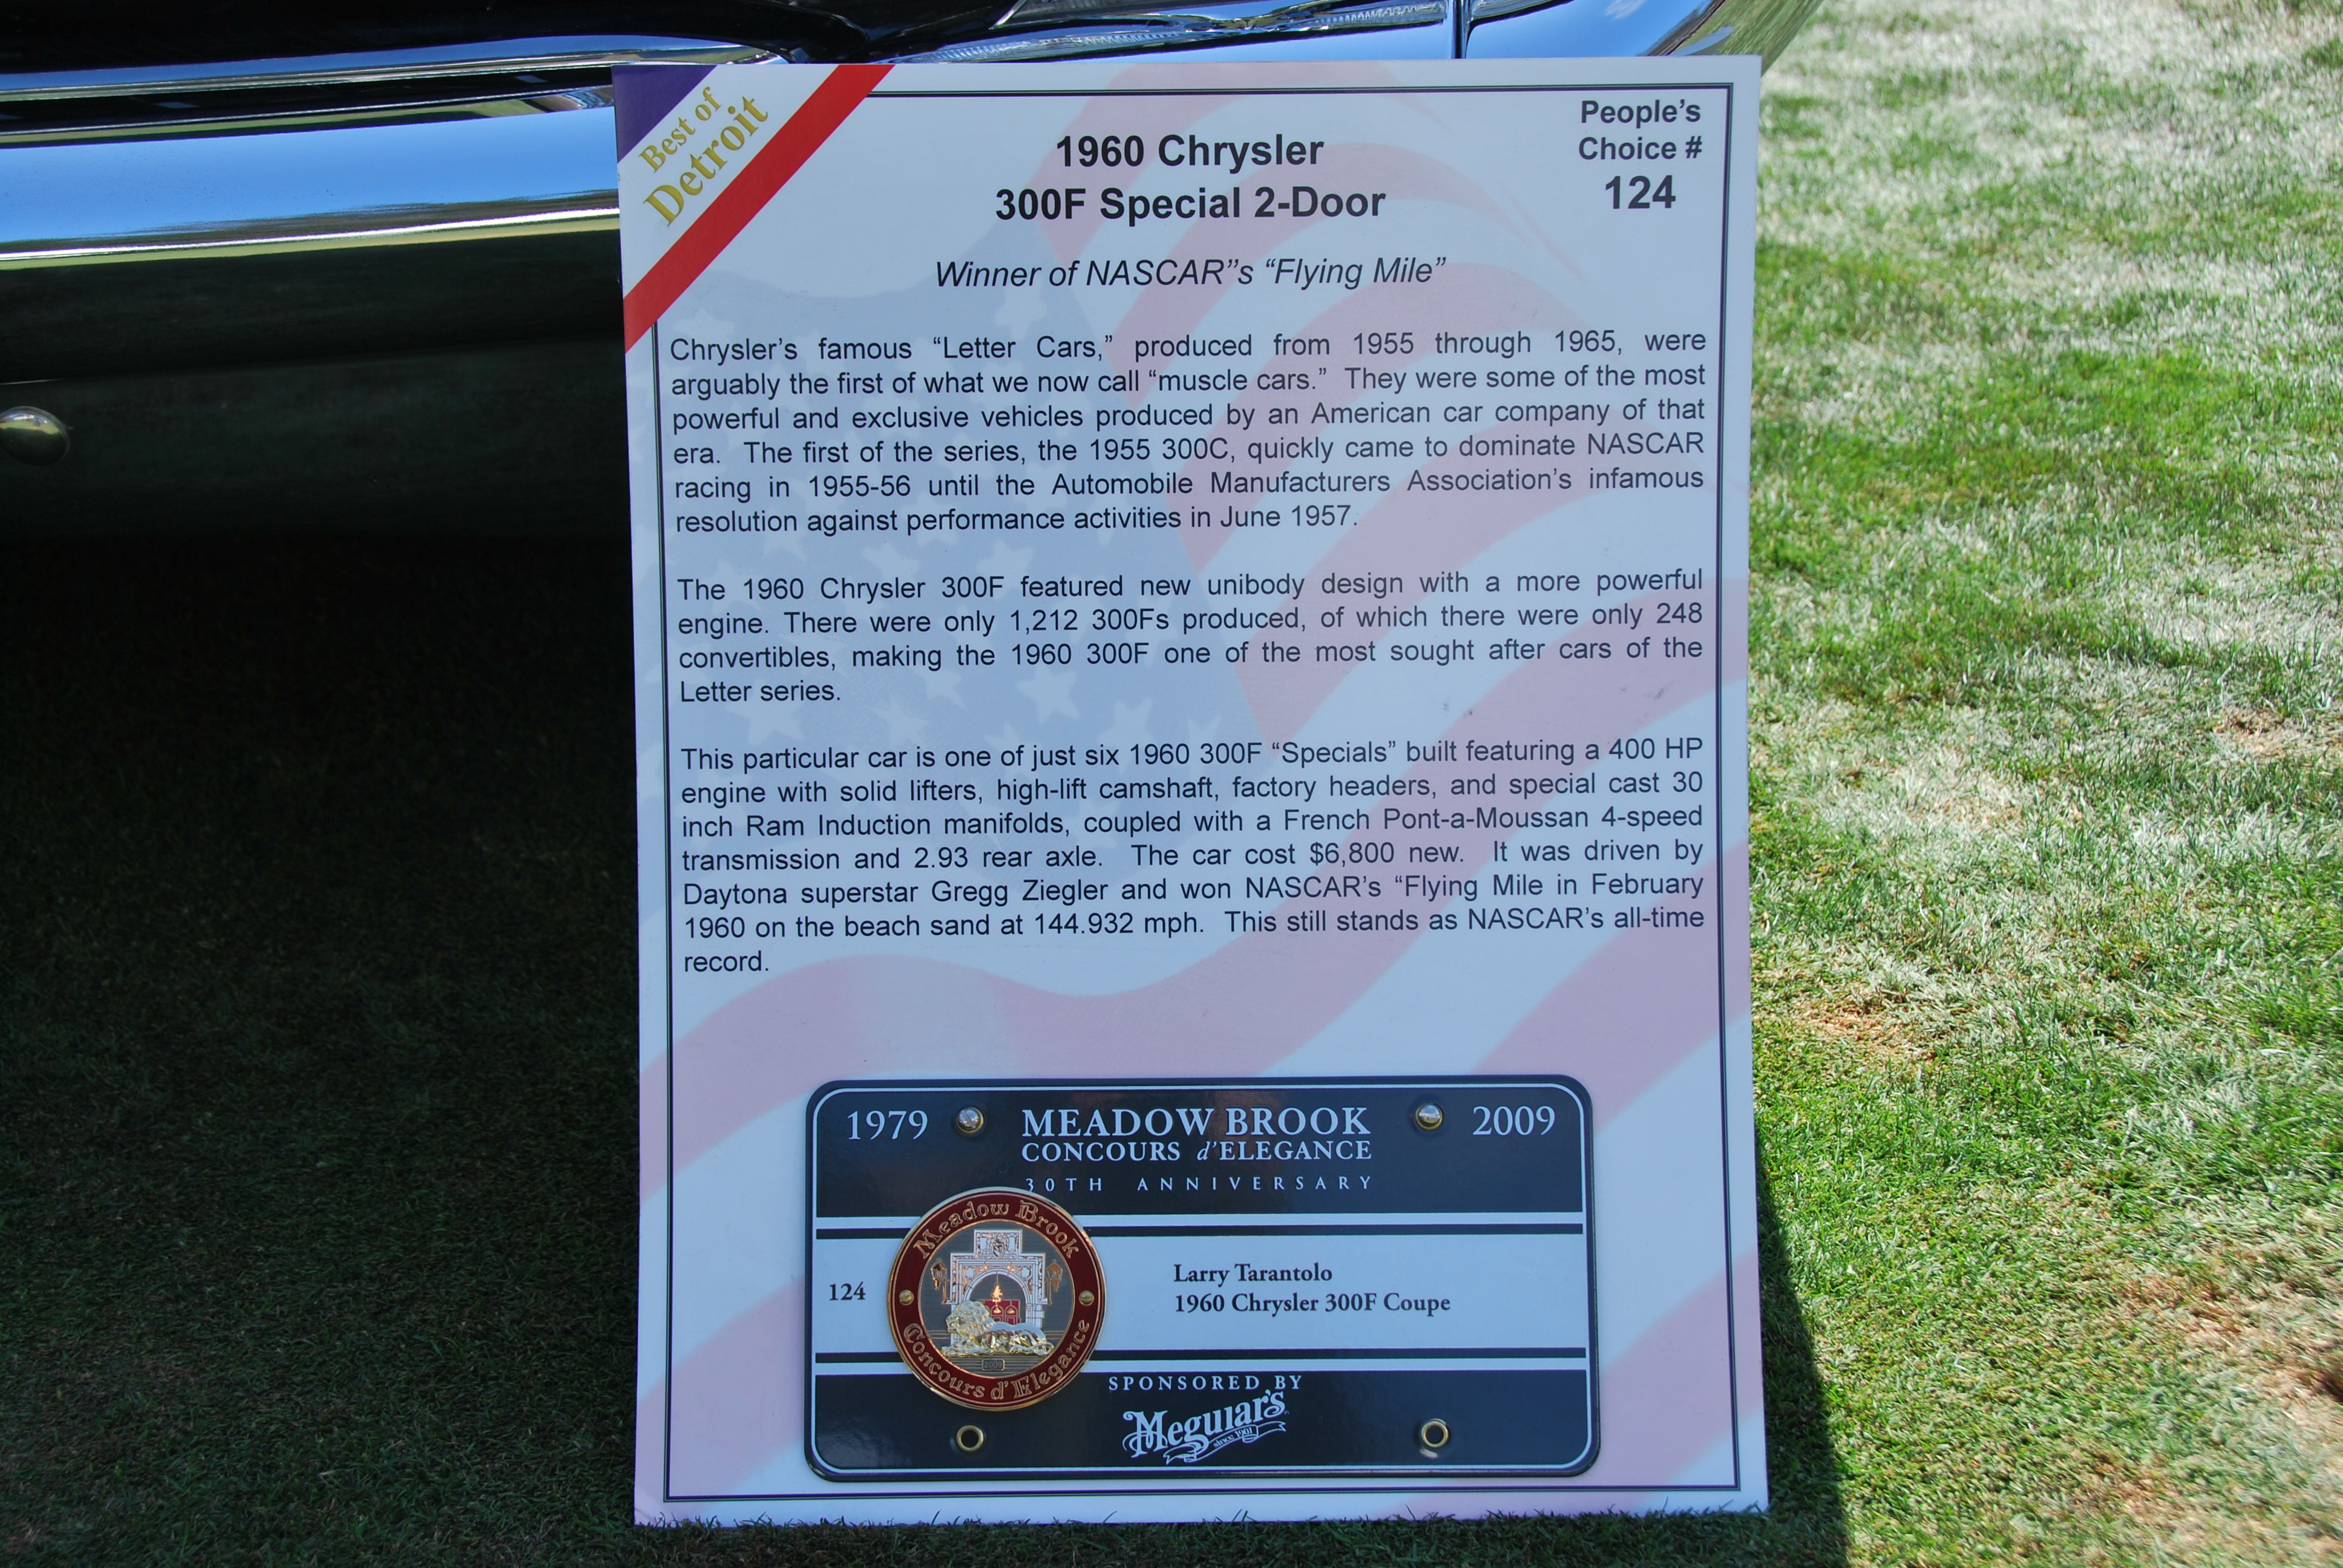 Best of
Detroit
People's
Choice #
124
1960 Chrysler
300F Special 2-Door
Winner of NASCAR"s “Flying Mile”
Chrysler's famous “Letter Cars,” produced from 1955 through 1965, were
arguably the first of what we now call “muscle cars.” They were some of the most
powerful and exclusive vehicles produced by an American car company of that
era. The first of the series, the 1955 300C, quickly came to dominate NASCAR
racing in 1955-56 until the Automobile Manufacturers Association's infamous
resolution against performance activities in June 1957.
The 1960 Chrysler 300F featured new unibody design with a more powerful
engine. There were only 1,212 300Fs produced, of which there were only 248
convertibles, making the 1960 300F one of the most sought after cars of the
Letter series.
This particular car is one of just six 1960 300F “Specials” built featuring a 400 HP
engine with solid lifters, high-lift camshaft, factory headers, and special cast 30
inch Ram Induction manifolds, coupled with a French Pont-a-Moussan 4-speed
transmission and 2.93 rear axle. The car cost $6,800 new. It was driven by
Daytona superstar Gregg Ziegler and won NASCAR's “Flying Mile in February
1960 on the beach sand at 144.932 mph. This still stands as NASCAR's all-time
record.
1979 MEADOW BROOK 2009
CONCOURS d'ELEGANCE
30TH ANNIVERSARY
Meadow Brook
Concours d'Elegance
124
Larry Tarantolo
1960 Chrysler 300F Coupe
SPONSORED BY
Meguiar's
since 1901